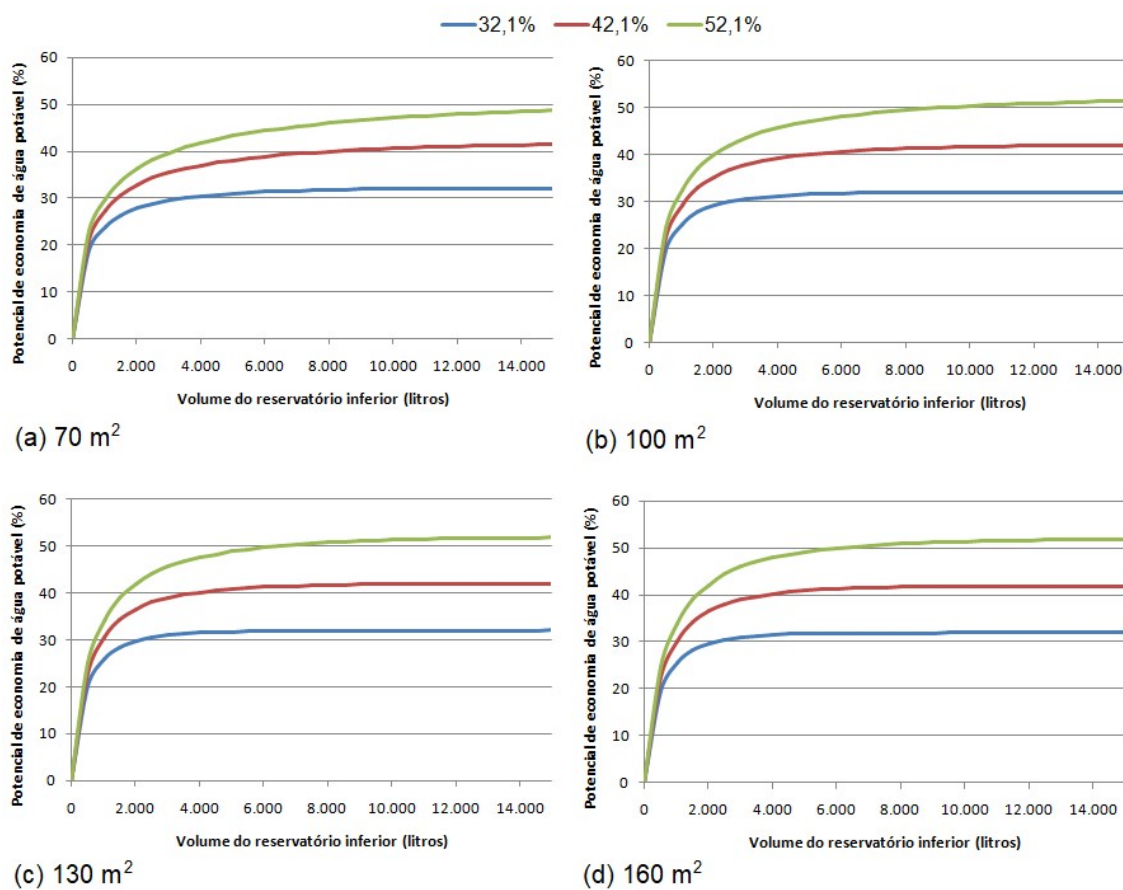 32,1% 42,1% 52,1%
Potencial de economia de água potável (%)
60
50
40
30
20
10
0
0 2.000 4.000 6.000 8.000 10.000 12.000 14.000
Volume do reservatório inferior (litros)
(a) 70 m²
Potencial de economia de água potável (%)
60
50
40
30
20
10
0
0 2.000 4.000 6.000 8.000 10.000 12.000 14.000
Volume do reservatório inferior (litros)
(b) 100 m²
Potencial de economia de água potável (%)
60
50
40
30
20
10
0
0 2.000 4.000 6.000 8.000 10.000 12.000 14.000
Volume do reservatório inferior (litros)
(c) 130 m²
Potencial de economia de água potável (%)
60
50
40
30
20
10
0
0 2.000 4.000 6.000 8.000 10.000 12.000 14.000
Volume do reservatório inferior (litros)
(d) 160 m²